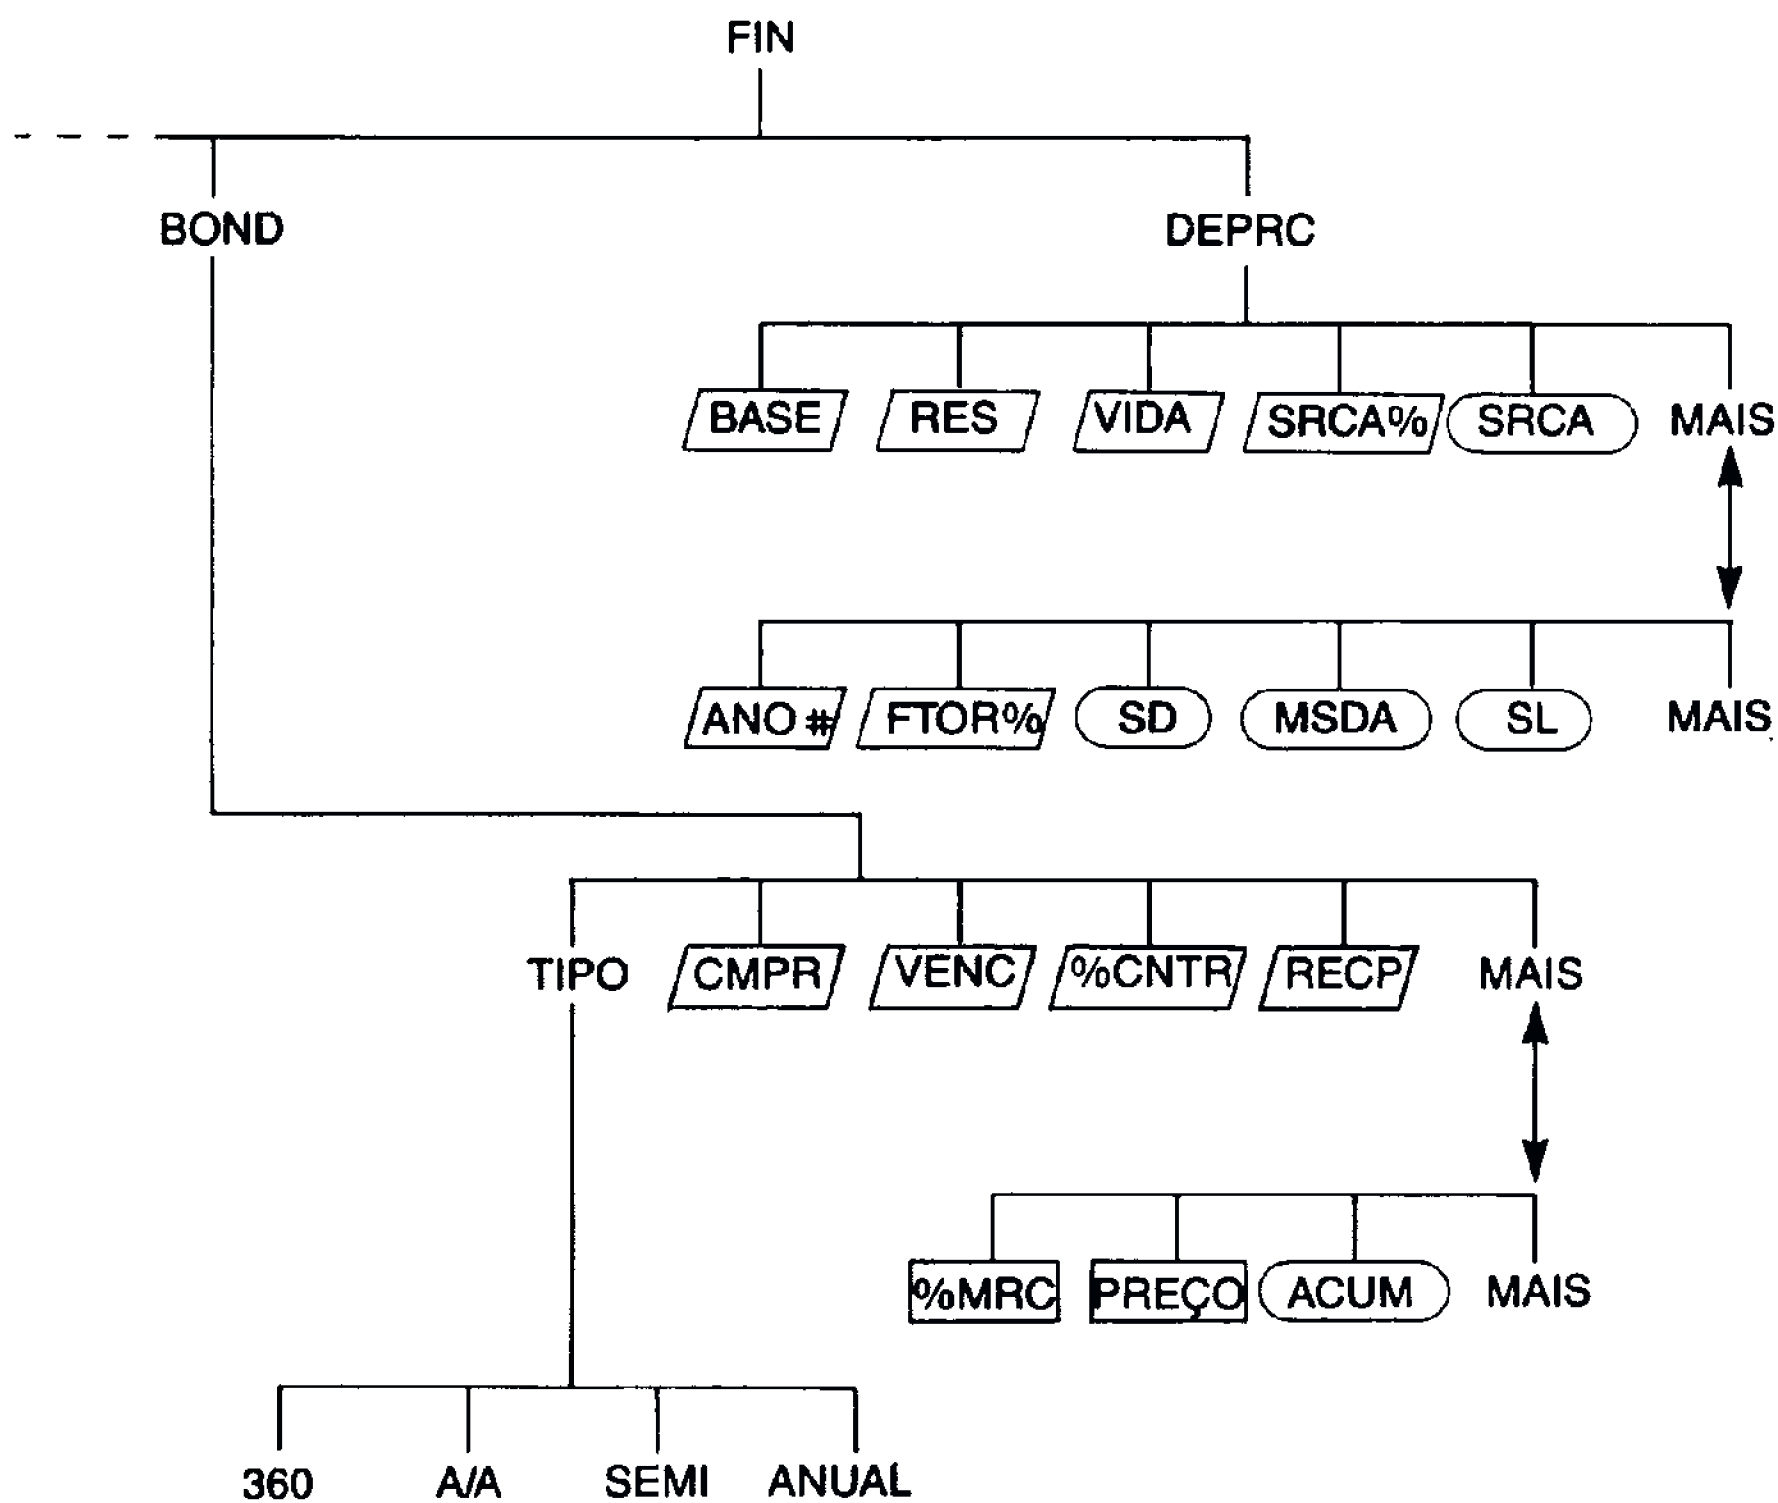 FIN
BOND DEPRC
BASE RES VIDA SRCA% SRCA MAIS
ANO # FTOR% SD MSDA SL MAIS
TIPO CMPR VENC %CNTR RECP MAIS
%MRC PREÇO ACUM MAIS
360 A/A SEMI ANUAL